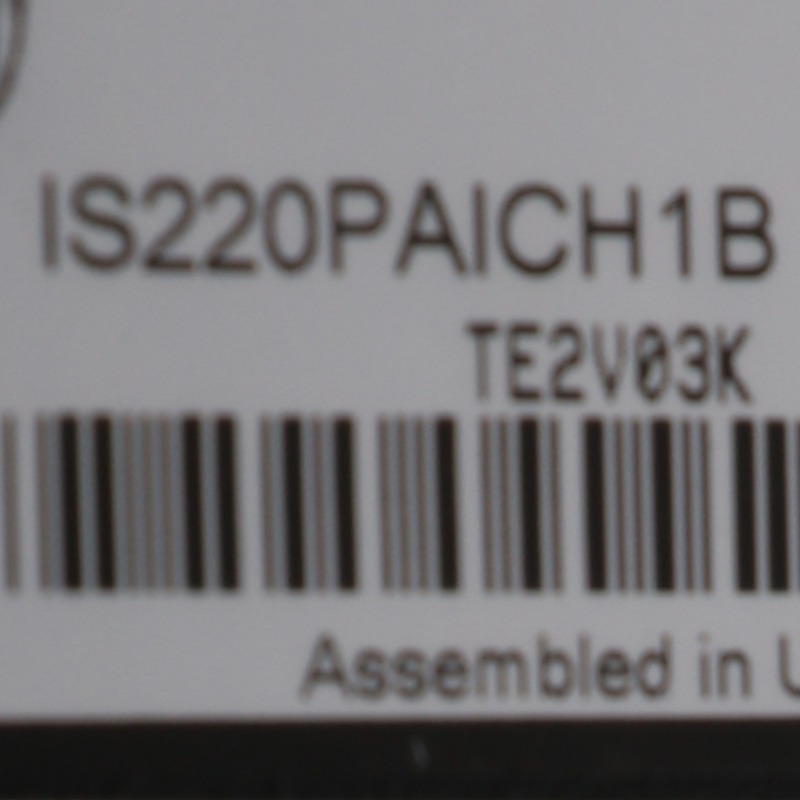 IS220PAICH1B
TE2V03K
Assembled in